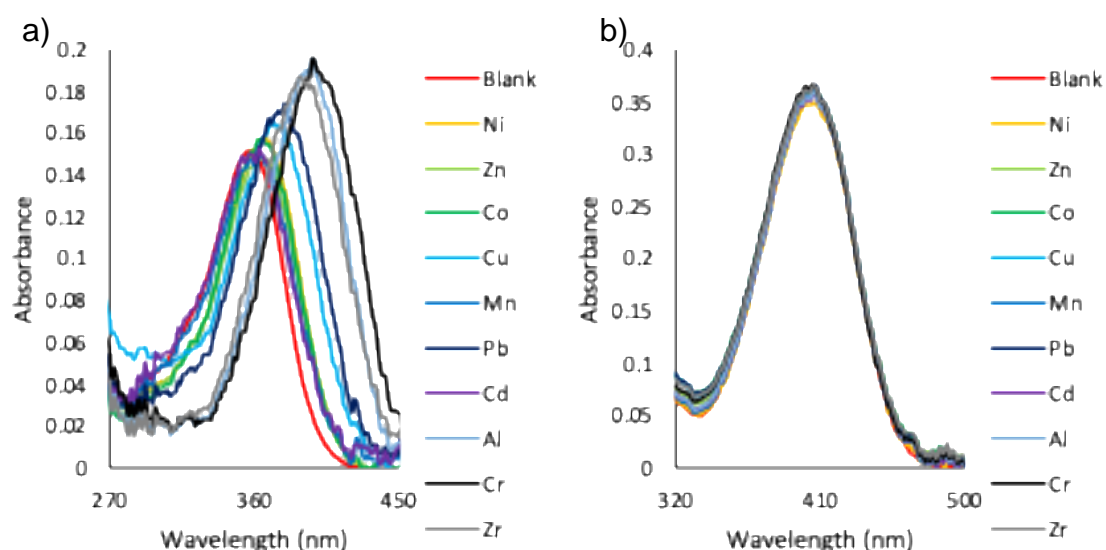 a)
0.2
0.18
0.16
0.14
0.12
0.1
0.08
0.06
0.04
0.02
0
Absorbance
270
360
450
Wavelength (nm)
Blank
Ni
Zn
Co
Cu
Mn
Pb
Cd
Al
Cr
Zr
b)
0.4
0.35
0.3
0.25
0.2
0.15
0.1
0.05
0
Absorbance
320
410
500
Wavelength (nm)
Blank
Ni
Zn
Co
Cu
Mn
Pb
Cd
Al
Cr
Zr